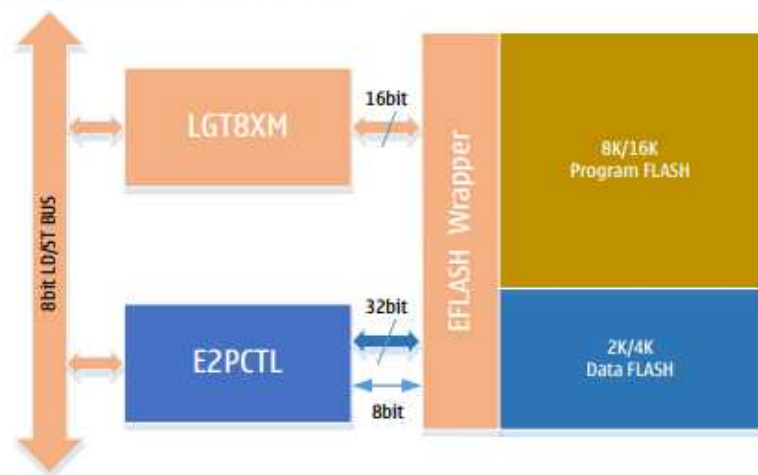 8bit LD/ST BUS
LGT8XM
16bit
EFLASH Wrapper
8K/16K
Program FLASH
E2PCTL
32bit
8bit
2K/4K
Data FLASH